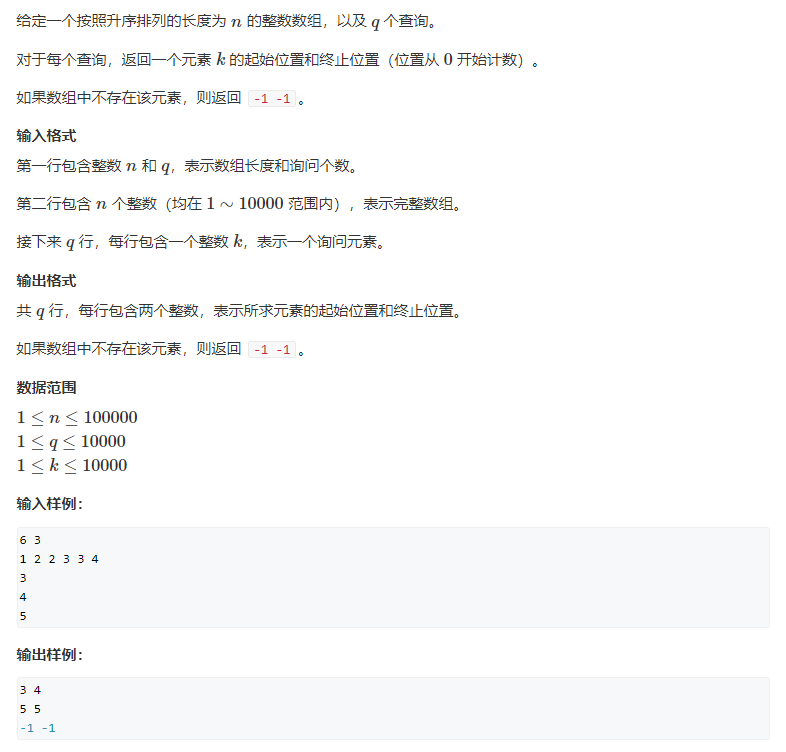 给定一个按照升序排列的长度为 n 的整数数组，以及 q 个查询。
对于每个查询，返回一个元素 k 的起始位置和终止位置（位置从 0 开始计数）。
如果数组中不存在该元素，则返回 -1 -1 。
输入格式
第一行包含整数 n 和 q，表示数组长度和询问个数。
第二行包含 n 个整数（均在 1 ∼ 10000 范围内），表示完整数组。
接下来 q 行，每行包含一个整数 k，表示一个询问元素。
输出格式
共 q 行，每行包含两个整数，表示所求元素的起始位置和终止位置。
如果数组中不存在该元素，则返回 -1 -1 。
数据范围
1 ≤ n ≤ 100000
1 ≤ q ≤ 10000
1 ≤ k ≤ 10000
输入样例：
6 3
1 2 2 3 3 4
3
4
5
输出样例：
3 4
5 5
-1 -1